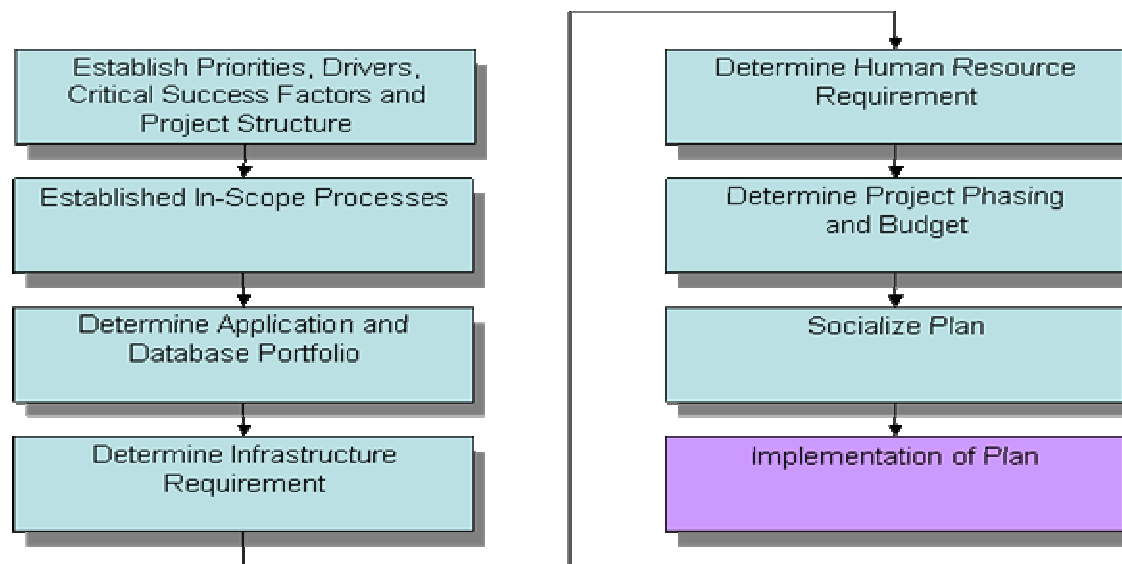 Establish Priorities, Drivers,
Critical Success Factors and
Project Structure
Established In-Scope Processes
Determine Application and
Database Portfolio
Determine Infrastructure
Requirement
Determine Human Resource
Requirement
Determine Project Phasing
and Budget
Socialize Plan
Implementation of Plan